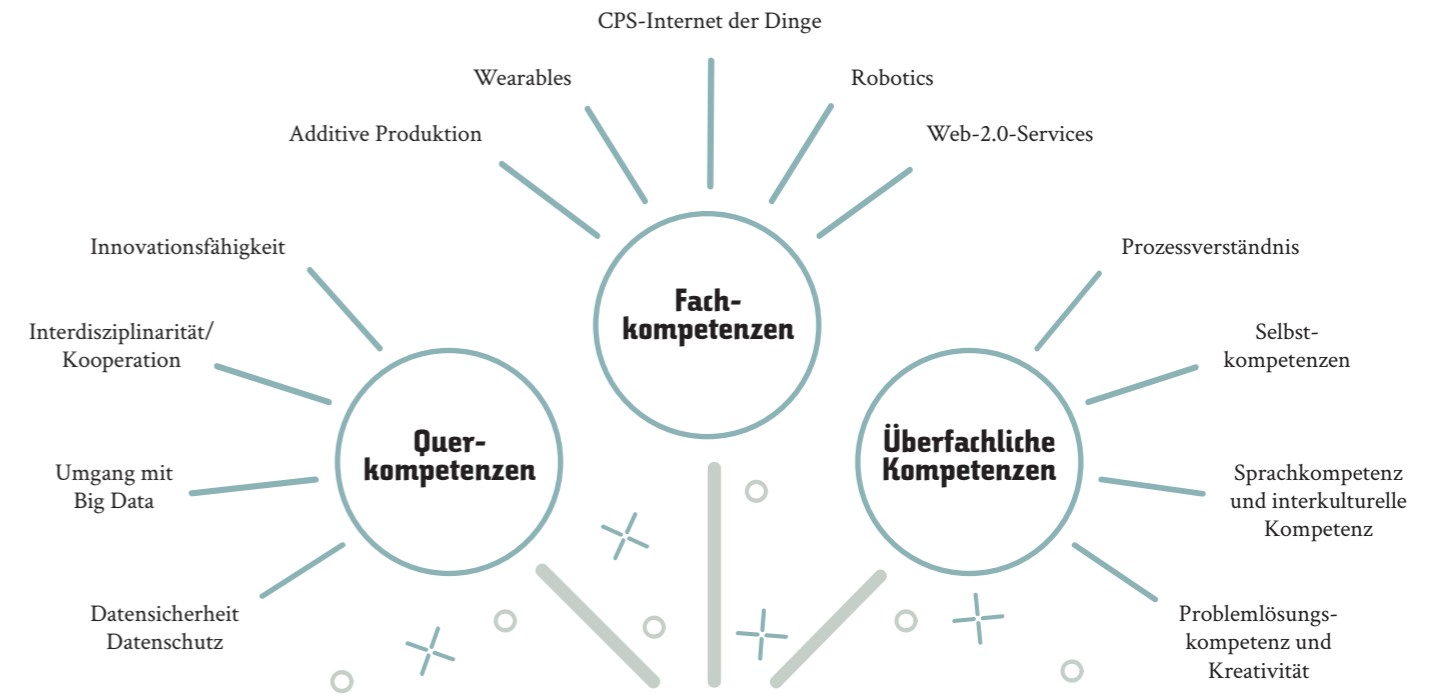 CPS-Internet der Dinge
Wearables
Robotics
Additive Produktion
Web-2.0-Services
Fach-
kompetenzen
Innovationsfähigkeit
Interdisziplinarität/
Kooperation
Umgang mit
Big Data
Datensicherheit
Datenschutz
Quer-
kompetenzen
Überfachliche
Kompetenzen
Prozessverständnis
Selbst-
kompetenzen
Sprachkompetenz
und interkulturelle
Kompetenz
Problemlösungs-
kompetenz und
Kreativität